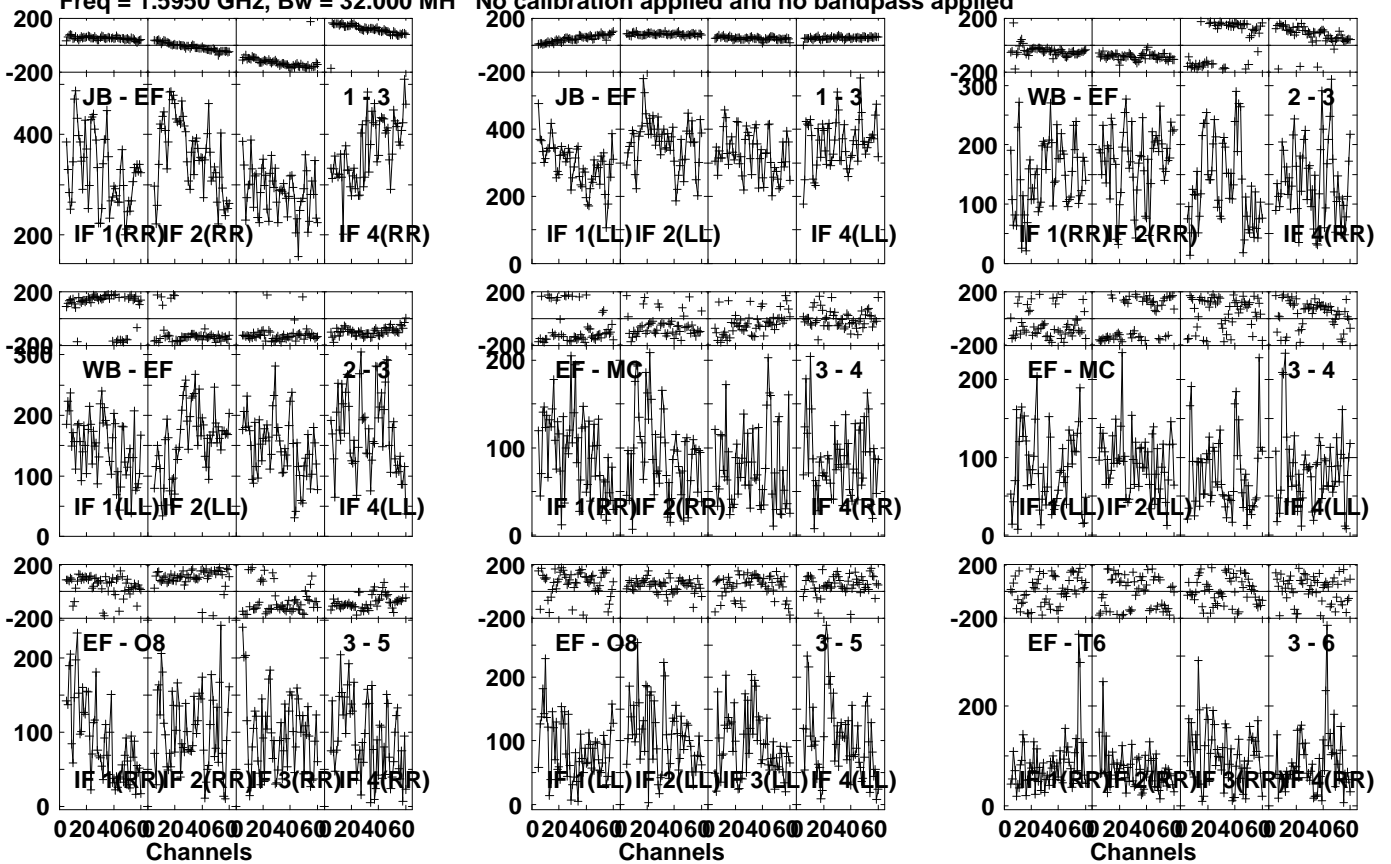 Freq = 1.5950 GHz, Bw = 32.000 MH No calibration applied and no bandpass applied
200 200 200
-200 -200 -200
JB - EF 1 - 3 JB - EF 1 - 3 300 WB - EF 2 - 3
400 400 200
200 200 100
IF 1(RR) IF 2(RR) IF 4(RR) IF 1(LL) IF 2(LL) IF 4(LL) IF 1(RR) IF 2(RR) IF 4(RR)
0 0
200 200 200
-200 -200 -200
300 WB - EF 2 - 3 200 EF - MC 3 - 4 200 EF - MC 3 - 4
200 100 100
100
IF 1(LL) IF 2(LL) IF 4(LL) IF 1(RR) IF 2(RR) IF 4(RR) IF 1(LL) IF 2(LL) IF 4(LL)
0 0 0
200 200 200
-200 -200 -200
EF - O8 3 - 5 EF - O8 3 - 5 EF - T6 3 - 6
200 200 200
100 100
IF 1(RR) IF 2(RR) IF 3(RR) IF 4(RR) IF 1(LL) IF 2(LL) IF 3(LL) IF 4(LL) IF 1(RR) IF 2(RR) IF 3(RR) IF 4(RR)
0 0 0
0 20 40 60 0 20 40 60 0 20 40 60 0 20 40 60 0 20 40 60 0 20 40 60 0 20 40 60 0 20 40 60 0 20 40 60 0 20 40 60 0 20 40 60 0 20 40 60
Channels Channels Channels